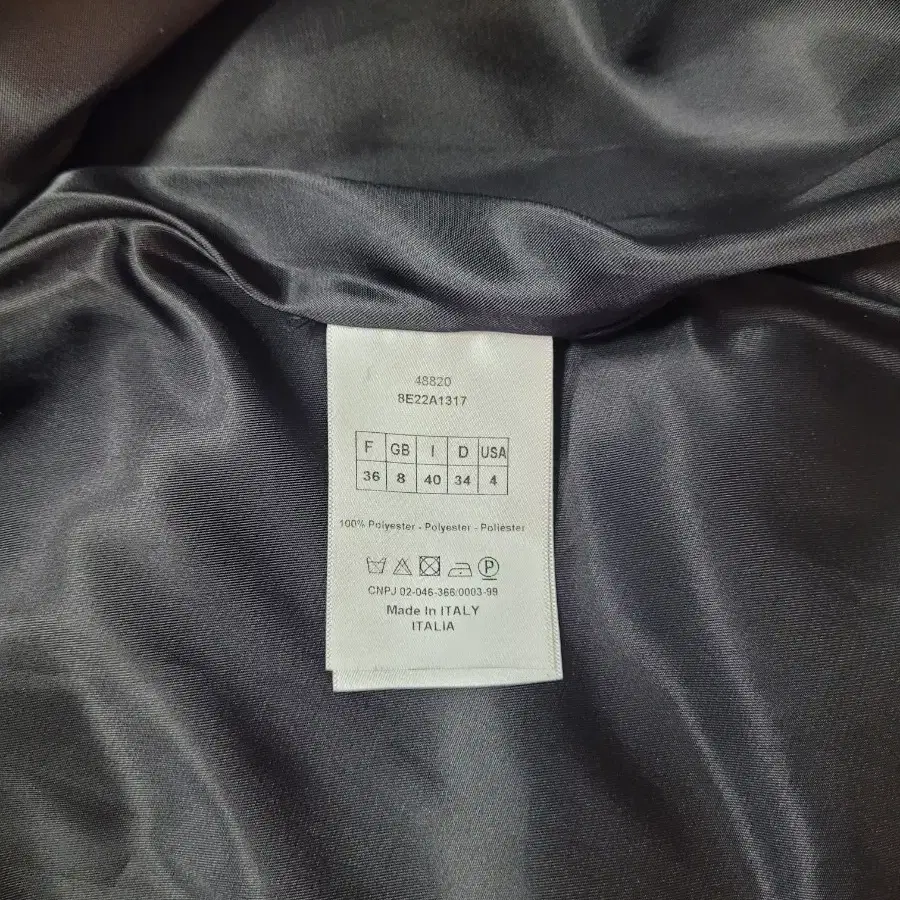 48820
8E22A1317
F GB I D USA
36 8 40 34 4
100% Polyester - Polyester - Poliester
P
CNPJ 02-046-366/0003-99
Made In ITALY
ITALIA